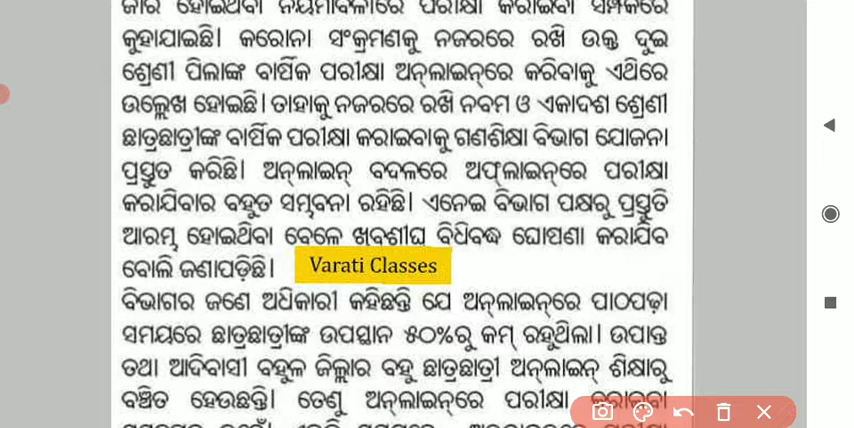 ଜାରି ହୋଇଥିବା ନିୟମାବଳୀରେ ପରୀକ୍ଷା କରାଇବା ସମ୍ପର୍କରେ
କୁହାଯାଇଛି। କରୋନା ସଂକ୍ରମଣକୁ ନଜରରେ ରଖି ଉକ୍ତ ଦୁଇ
ଶ୍ରେଣୀ ପିଲାଙ୍କ ବାର୍ଷିକ ପରୀକ୍ଷା ଅନ୍‌ଲାଇନ୍‌ରେ କରିବାକୁ ଏଥିରେ
ଉଲ୍ଲେଖ ହୋଇଛି। ତାହାକୁ ନଜରରେ ରଖି ନବମ ଓ ଏକାଦଶ ଶ୍ରେଣୀ
ଛାତ୍ରଛାତ୍ରୀଙ୍କ ବାର୍ଷିକ ପରୀକ୍ଷା କରାଇବାକୁ ଗଣଶିକ୍ଷା ବିଭାଗ ଯୋଜନା
ପ୍ରସ୍ତୁତ କରିଛି। ଅନ୍‌ଲାଇନ୍ ବଦଳରେ ଅଫ୍‌ଲାଇନ୍‌ରେ ପରୀକ୍ଷା
କରାଯିବାର ବହୁତ ସମ୍ଭବନା ରହିଛି। ଏନେଇ ବିଭାଗ ପକ୍ଷରୁ ପ୍ରସ୍ତୁତି
ଆରମ୍ଭ ହୋଇଥିବା ବେଳେ ଖୁବଶୀଘ୍ର ବିଧିବଦ୍ଧ ଘୋଷଣା କରାଯିବ
ବୋଲି ଜଣାପଡ଼ିଛି। Varati Classes
ବିଭାଗର ଜଣେ ଅଧିକାରୀ କହିଛନ୍ତି ଯେ ଅନ୍‌ଲାଇନ୍‌ରେ ପାଠପଢ଼ା
ସମୟରେ ଛାତ୍ରଛାତ୍ରୀଙ୍କ ଉପସ୍ଥାନ ୫୦%ରୁ କମ୍ ରହୁଥିଲା। ଉପାନ୍ତ
ତଥା ଆଦିବାସୀ ବହୁଳ ଜିଲ୍ଲାର ବହୁ ଛାତ୍ରଛାତ୍ରୀ ଅନ୍‌ଲାଇନ୍ ଶିକ୍ଷାରୁ
ବଞ୍ଚିତ ହେଉଛନ୍ତି। ତେଣୁ ଅନ୍‌ଲାଇନ୍‌ରେ ପରୀକ୍ଷା କରାଇବା